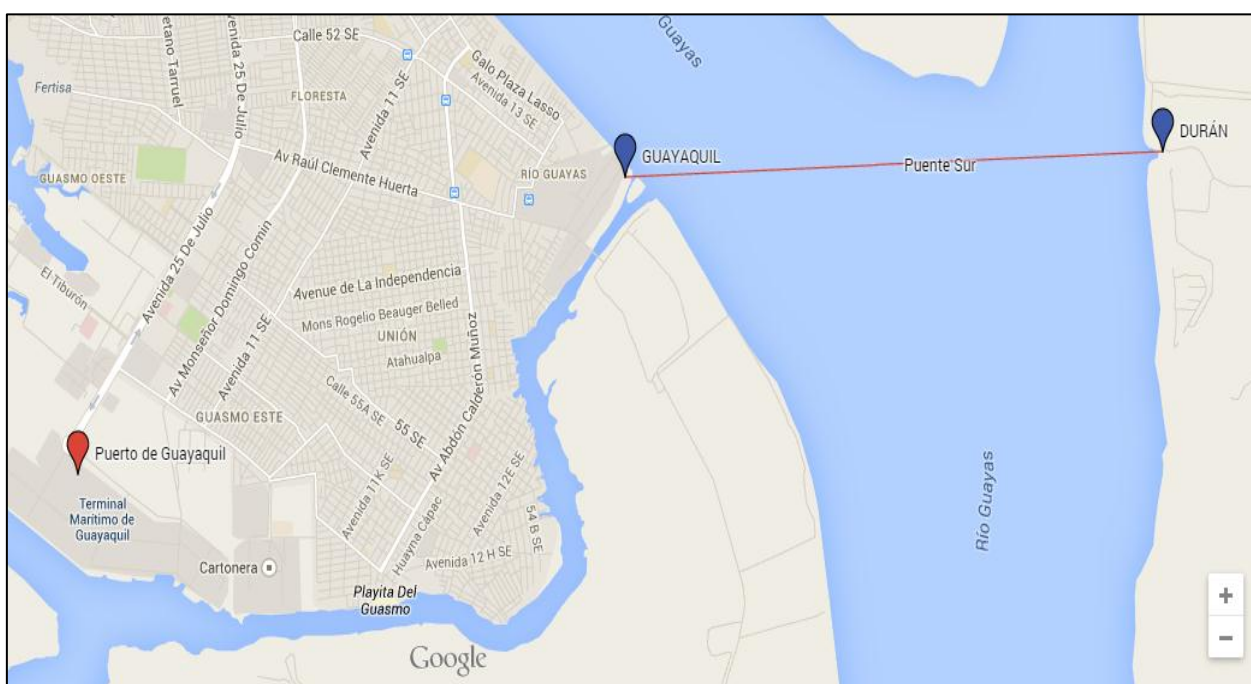 Guayas
Calle 52 SE
Galo Plaza Lasso
Avenida 13 SE
etano Tarruel
Avenida 25 De Julio
Fertisa
FLORESTA
Avenida 11 SE
DURÁN
GUAYAQUIL
Puente Sur
Av Raúl Clemente Huerta
RÍO GUAYAS
GUASMO OESTE
Avenida 25 De Julio
El Tiburón
Av Monseñor Domingo Comin
Avenida 11 SE
Avenue de La Independencia
Mons Rogelio Beauger Belled
UNIÓN
Atahualpa
Av Abdón Calderón Muñoz
Calle 55A SE
55 SE
GUASMO ESTE
Puerto de Guayaquil
Terminal
Marítimo de
Guayaquil
Avenida 11K SE
Avenida 12E SE
54 B SE
Huayna Cápac
Avenida 12 H SE
Cartonera
Playita Del
Guasmo
Río Guayas
Google
+
−